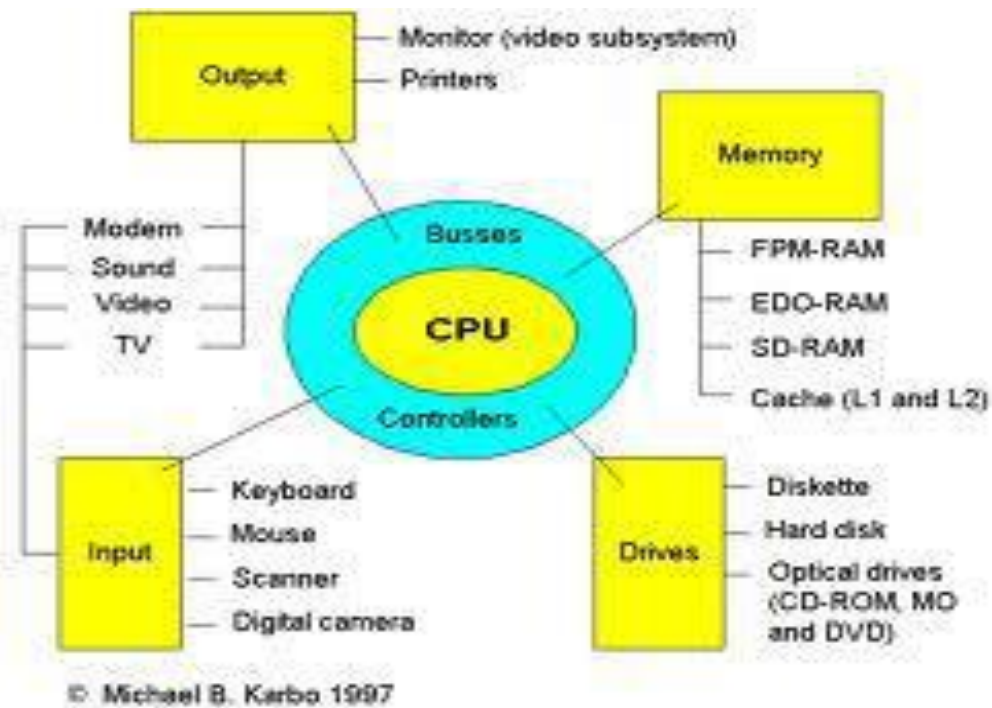 Output
Monitor (video subsystem)
Printers
Memory
FPM-RAM
EDO-RAM
SD-RAM
Cache (L1 and L2)
Modem
Sound
Video
TV
Busses
CPU
Controllers
Input
Keyboard
Mouse
Scanner
Digital camera
Drives
Diskette
Hard disk
Optical drives
(CD-ROM, MO
and DVD)
© Michael B. Karbo 1997